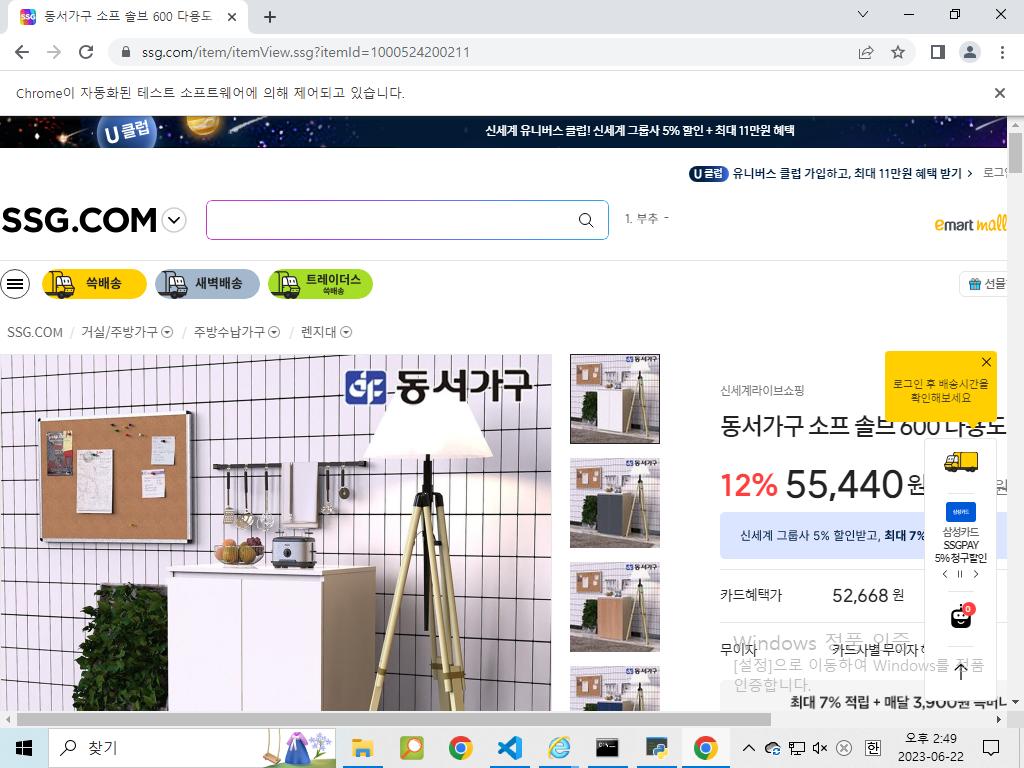 동서가구 소프 솔브 600 다용도
ssg.com/item/itemView.ssg?itemId=1000524200211
Chrome이 자동화된 테스트 소프트웨어에 의해 제어되고 있습니다.
U 클럽
신세계 유니버스 클럽! 신세계 그룹사 5% 할인 + 최대 11만원 혜택
U 클럽 유니버스 클럽 가입하고, 최대 11만원 혜택 받기
SSG.COM
1. 부추 -
emart mall
쓱배송
새벽배송
트레이더스
쓱배송
선물
SSG.COM / 거실/주방가구 / 주방수납가구 / 렌지대
동서가구
로그인 후 배송시간을
확인해보세요
신세계라이브쇼핑
동서가구 소프 솔브 600 다용도
12% 55,440 원
원
신세계 그룹사 5% 할인받고, 최대 7%
삼성카드
삼성카드
SSGPAY
5% 청구할인
카드혜택가 52,668 원
0
무이자 카드사별 무이자
Windows 정품 인증
[설정]으로 이동하여 Windows를 정품
인증합니다.
최대 7% 적립 + 매달 3,900원
찾기
한
오후 2:49
2023-06-22